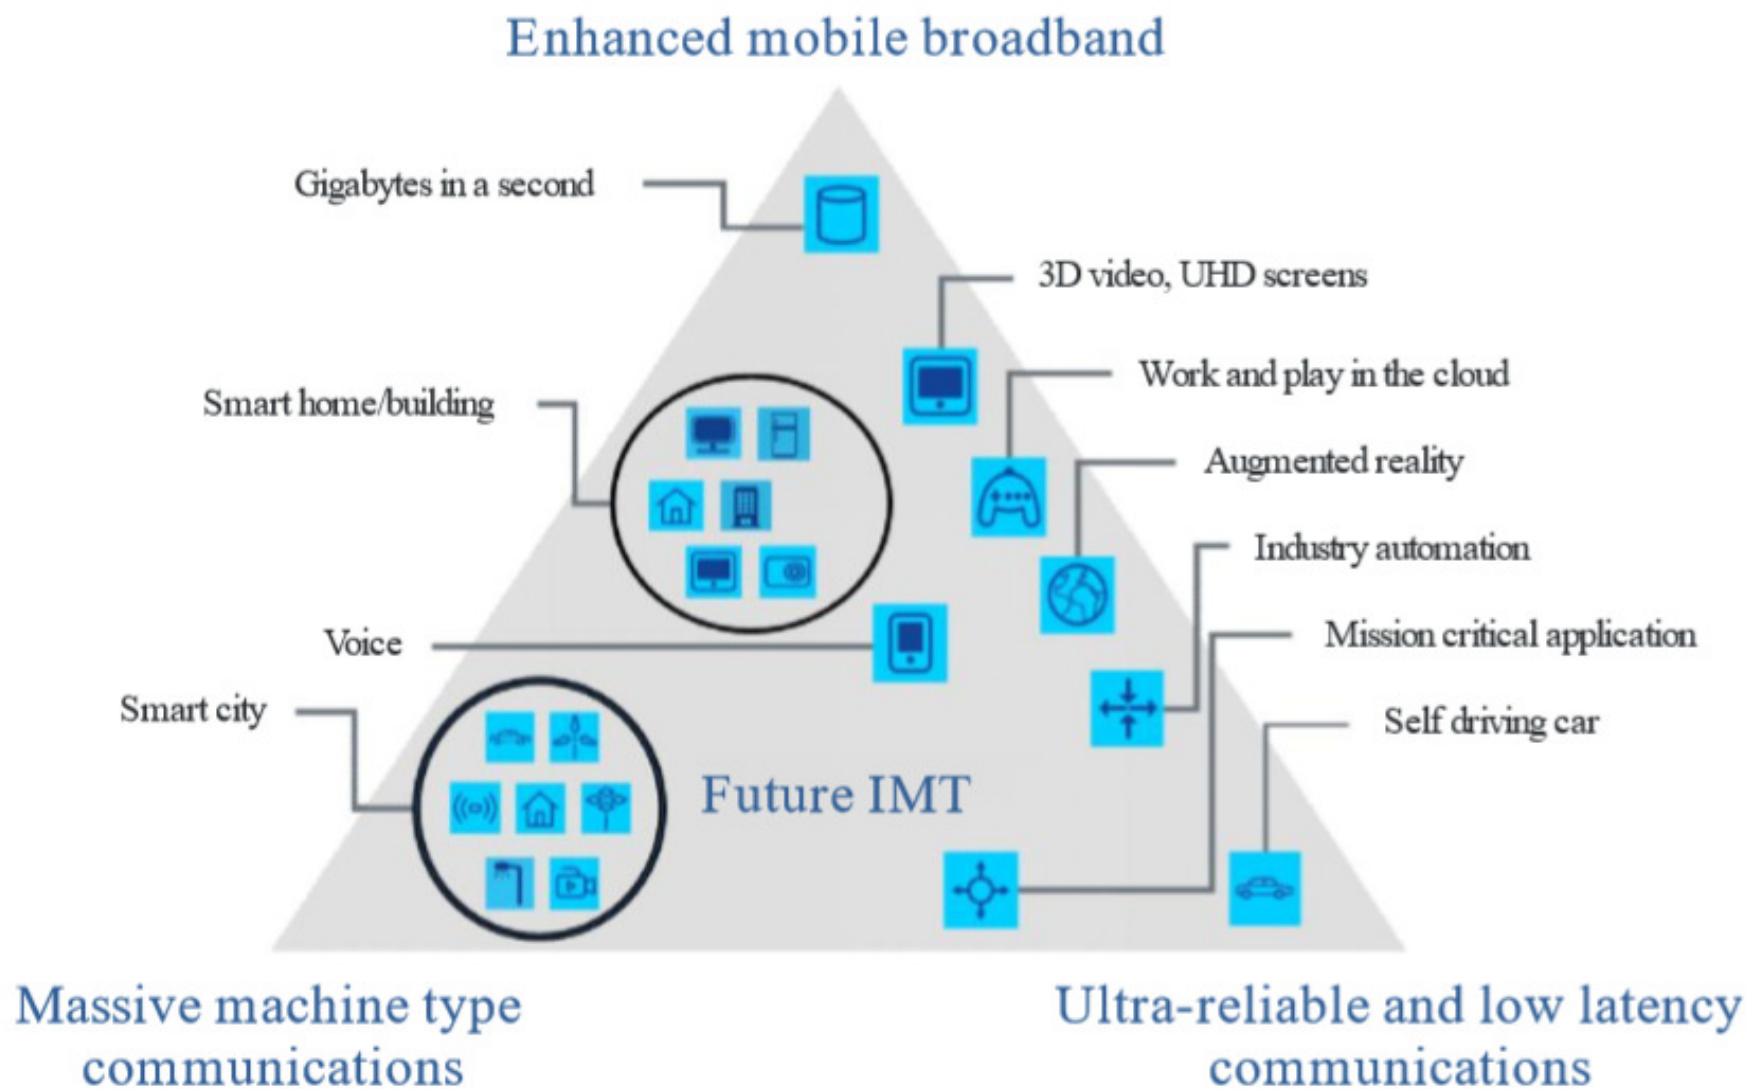 Enhanced mobile broadband
Gigabytes in a second
3D video, UHD screens
Work and play in the cloud
Smart home/building
Augmented reality
Industry automation
Mission critical application
Voice
Smart city
Self driving car
Future IMT
Massive machine type
communications
Ultra-reliable and low latency
communications